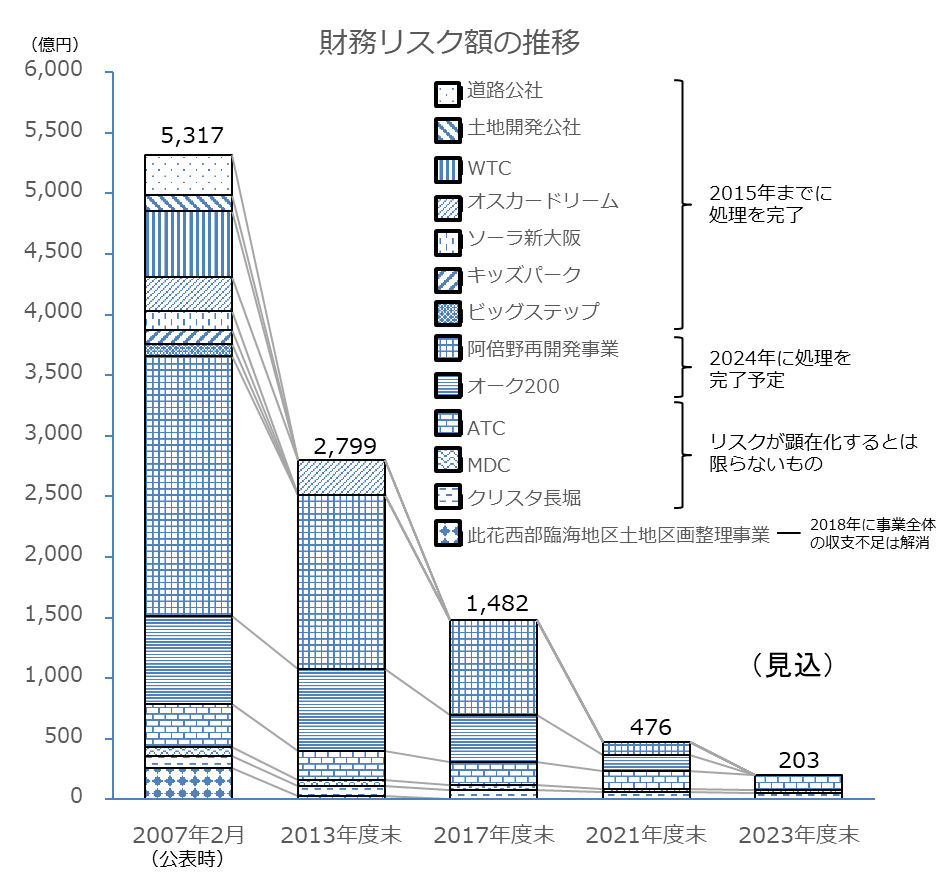 財務リスク額の推移
（億円）
6,000
5,500
5,000
4,500
4,000
3,500
3,000
2,500
2,000
1,500
1,000
500
0
5,317
2,799
1,482
476
203
（見込）
道路公社
土地開発公社
WTC
オスカードリーム
ソーラ新大阪
キッズパーク
ビッグステップ
2015年までに
処理を完了
阿倍野再開発事業
オーク200
2024年に処理を
完了予定
ATC
MDC
クリスタ長堀
リスクが顕在化するとは
限らないもの
此花西部臨海地区土地区画整理事業
2018年に事業全体
の収支不足は解消
2007年2月
（公表時）
2013年度末
2017年度末
2021年度末
2023年度末